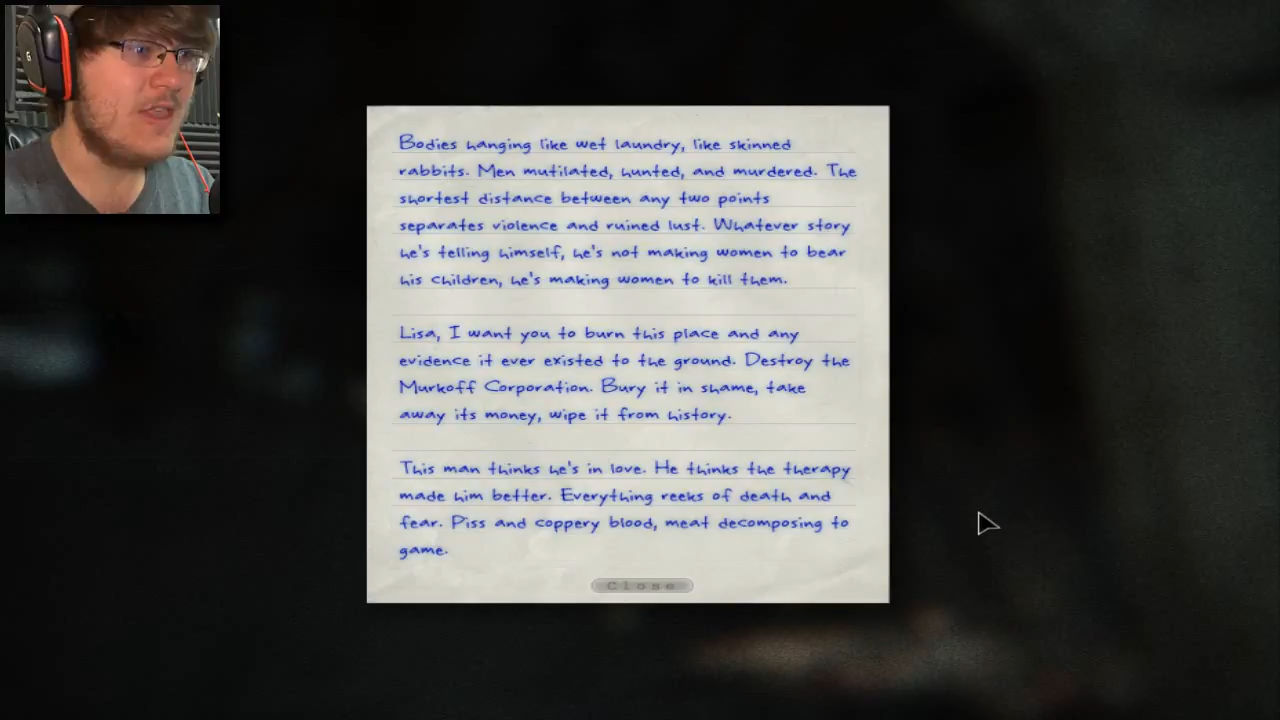 Bodies hanging like wet laundry, like skinned
rabbits. Men mutilated, hunted, and murdered. The
shortest distance between any two points
separates violence and ruined lust. Whatever story
he's telling himself, he's not making women to bear
his children, he's making women to kill them.
Lisa, I want you to burn this place and any
evidence it ever existed to the ground. Destroy the
Murkoff Corporation. Bury it in shame, take
away its money, wipe it from history.
This man thinks he's in love. He thinks the therapy
made him better. Everything reeks of death and
fear. Piss and coppery blood, meat decomposing to
game.
Close